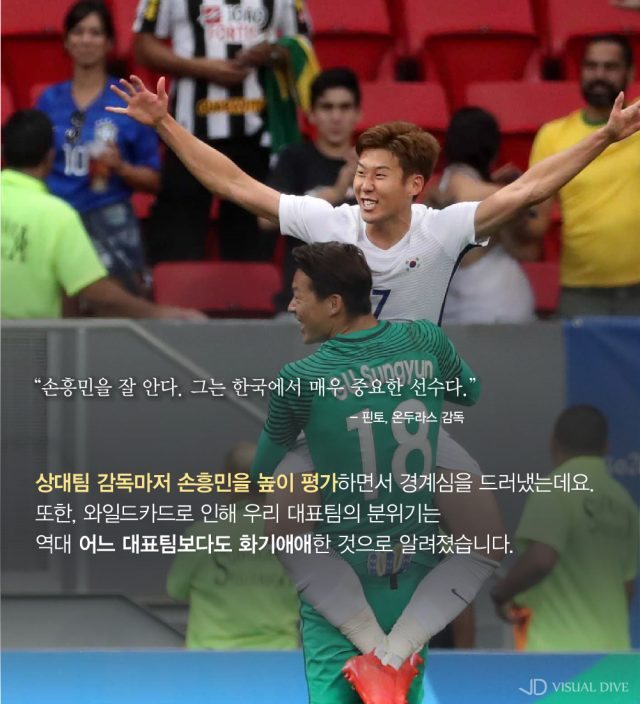 10
7
GU Sungyun
18
“손흥민을 잘 안다. 그는 한국에서 매우 중요한 선수다.”
– 핀토, 온두라스 감독
상대팀 감독마저 손흥민을 높이 평가하면서 경계심을 드러냈는데요.
또한, 와일드카드로 인해 우리 대표팀의 분위기는
역대 어느 대표팀보다도 화기애애한 것으로 알려졌습니다.
VISUAL DIVE